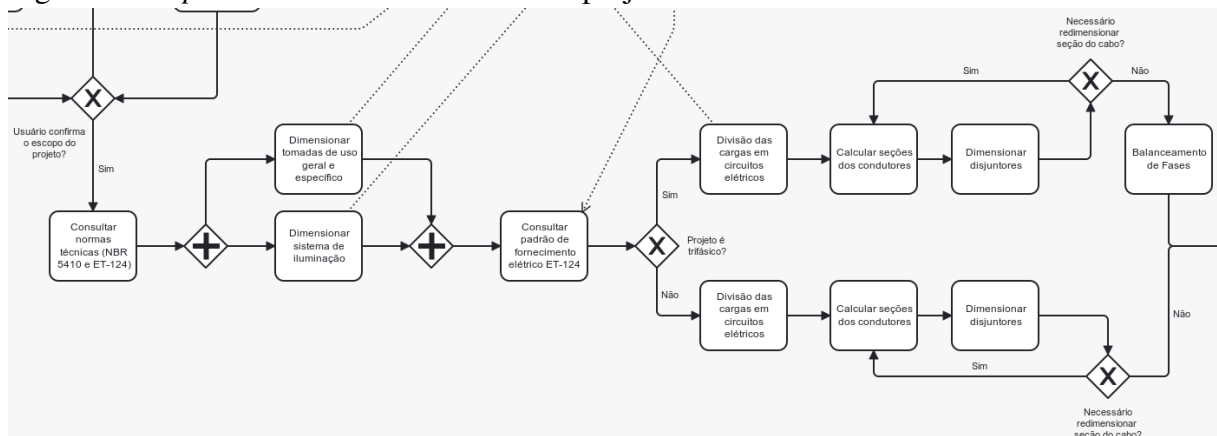 Necessário
redimensionar
seção do cabo?
Sim
Não
Usuário confirma
o escopo do
projeto?
Sim
Dimensionar
tomadas de uso
geral e
específico
Divisão das
cargas em
circuitos
elétricos
Calcular seções
dos condutores
Dimensionar
disjuntores
Balanceamento
de Fases
Sim
Consultar
normas
técnicas (NBR
5410 e ET-124)
Dimensionar
sistema de
iluminação
Consultar
padrão de
fornecimento
elétrico ET-124
Projeto é
trifásico?
Não
Divisão das
cargas em
circuitos
elétricos
Calcular seções
dos condutores
Dimensionar
disjuntores
Não
Sim
Necessário
redimensionar
seção do cabo?